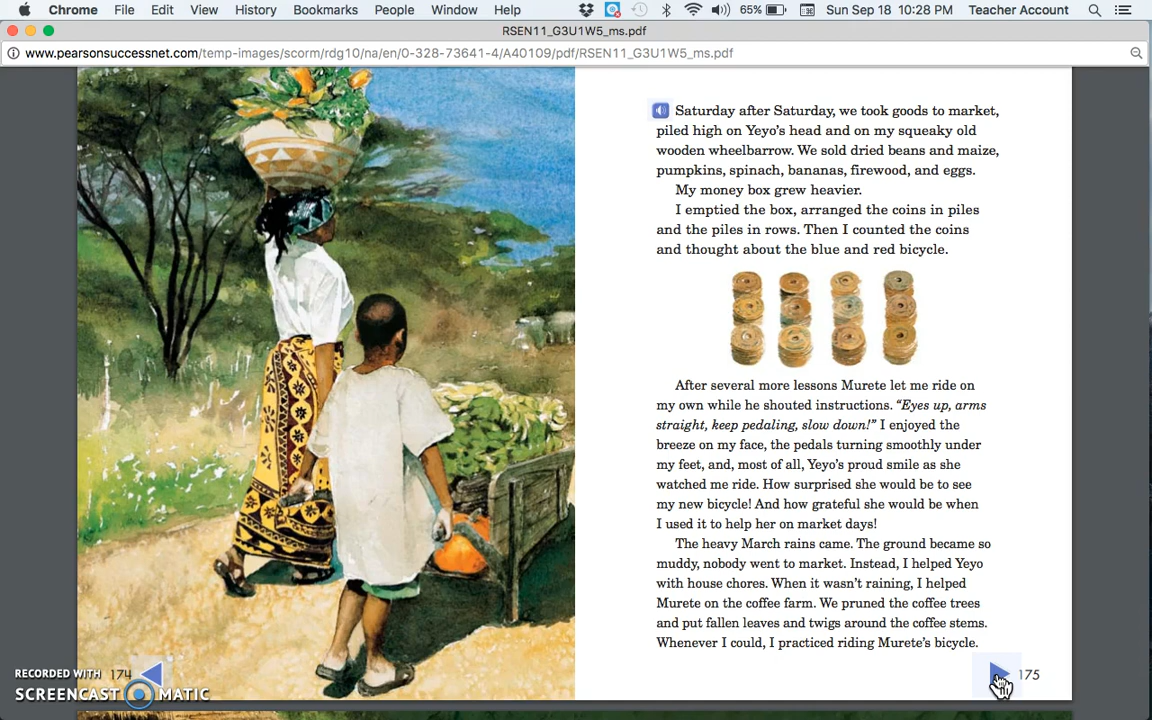 Chrome File Edit View History Bookmarks People Window Help 65% Sun Sep 18 10:28 PM Teacher Account
RSEN11_G3U1W5_ms.pdf
www.pearsonsuccessnet.com/temp-images/scorm/rdg10/na/en/0-328-73641-4/A40109/pdf/RSEN11_G3U1W5_ms.pdf
Saturday after Saturday, we took goods to market,
piled high on Yeyo's head and on my squeaky old
wooden wheelbarrow. We sold dried beans and maize,
pumpkins, spinach, bananas, firewood, and eggs.
My money box grew heavier.
I emptied the box, arranged the coins in piles
and the piles in rows. Then I counted the coins
and thought about the blue and red bicycle.
After several more lessons Murete let me ride on
my own while he shouted instructions. “Eyes up, arms
straight, keep pedaling, slow down!” I enjoyed the
breeze on my face, the pedals turning smoothly under
my feet, and, most of all, Yeyo's proud smile as she
watched me ride. How surprised she would be to see
my new bicycle! And how grateful she would be when
I used it to help her on market days!
The heavy March rains came. The ground became so
muddy, nobody went to market. Instead, I helped Yeyo
with house chores. When it wasn't raining, I helped
Murete on the coffee farm. We pruned the coffee trees
and put fallen leaves and twigs around the coffee stems.
Whenever I could, I practiced riding Murete's bicycle.
174
175
RECORDED WITH
SCREENCAST MATIC